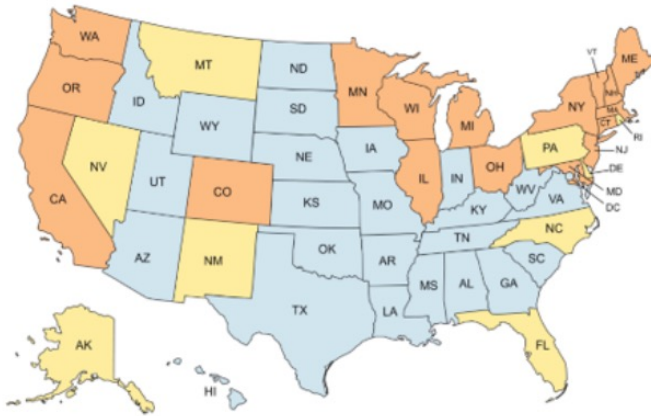 WA
MT
ND
MN
VT
ME
OR
ID
SD
WI
NH
NY
MA
WY
MI
CT
RI
IA
PA
NJ
NE
NV
OH
DE
UT
IL
IN
CA
CO
WV
MD
KS
MO
VA
DC
KY
NC
TN
OK
AZ
NM
AR
SC
MS
AL
GA
TX
LA
AK
FL
HI